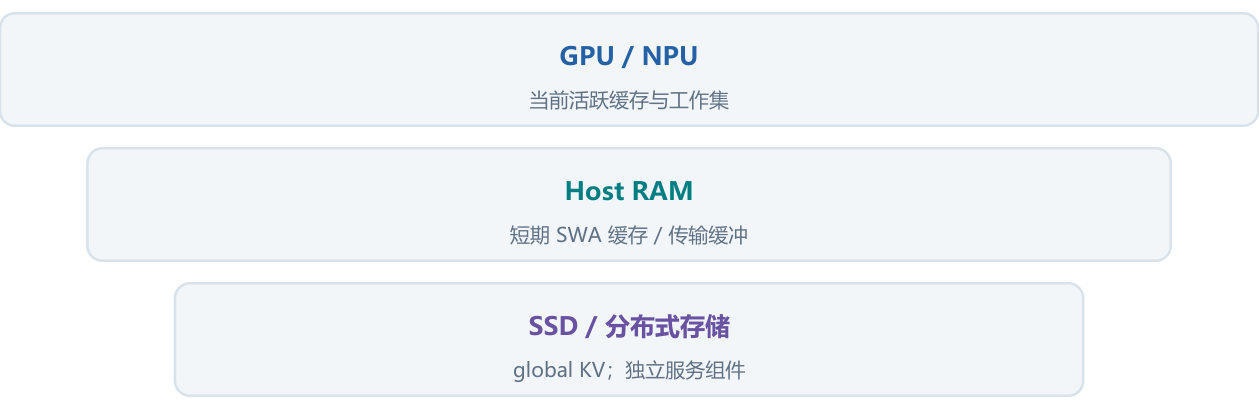 GPU / NPU
当前活跃缓存与工作集
Host RAM
短期 SWA 缓存 / 传输缓冲
SSD / 分布式存储
global KV；独立服务组件